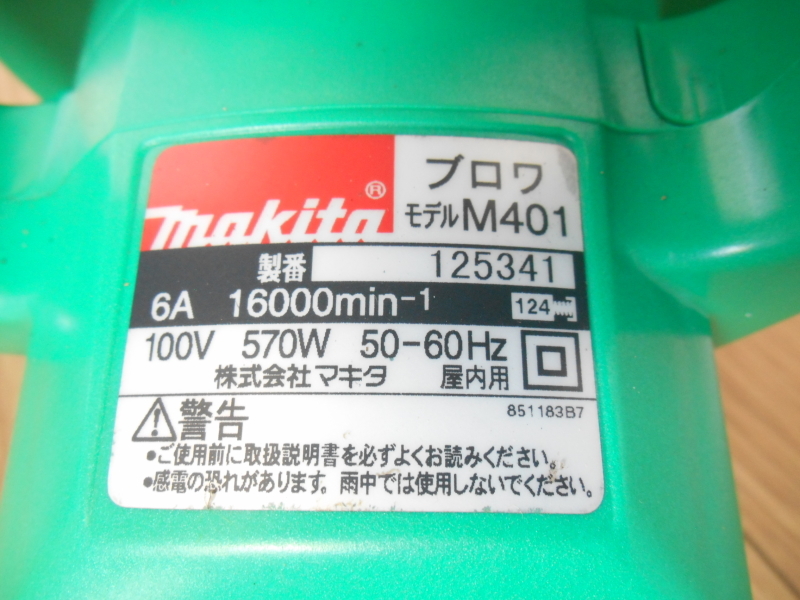 makita®
ブロワ
モデルM401
製番 125341
6A 16000min-1 124
100V 570W 50-60Hz
株式会社マキタ 屋内用
851183B7
警告
•ご使用前に取扱説明書を必ずよくお読みください。
•感電の恐れがあります。雨中では使用しないでください。